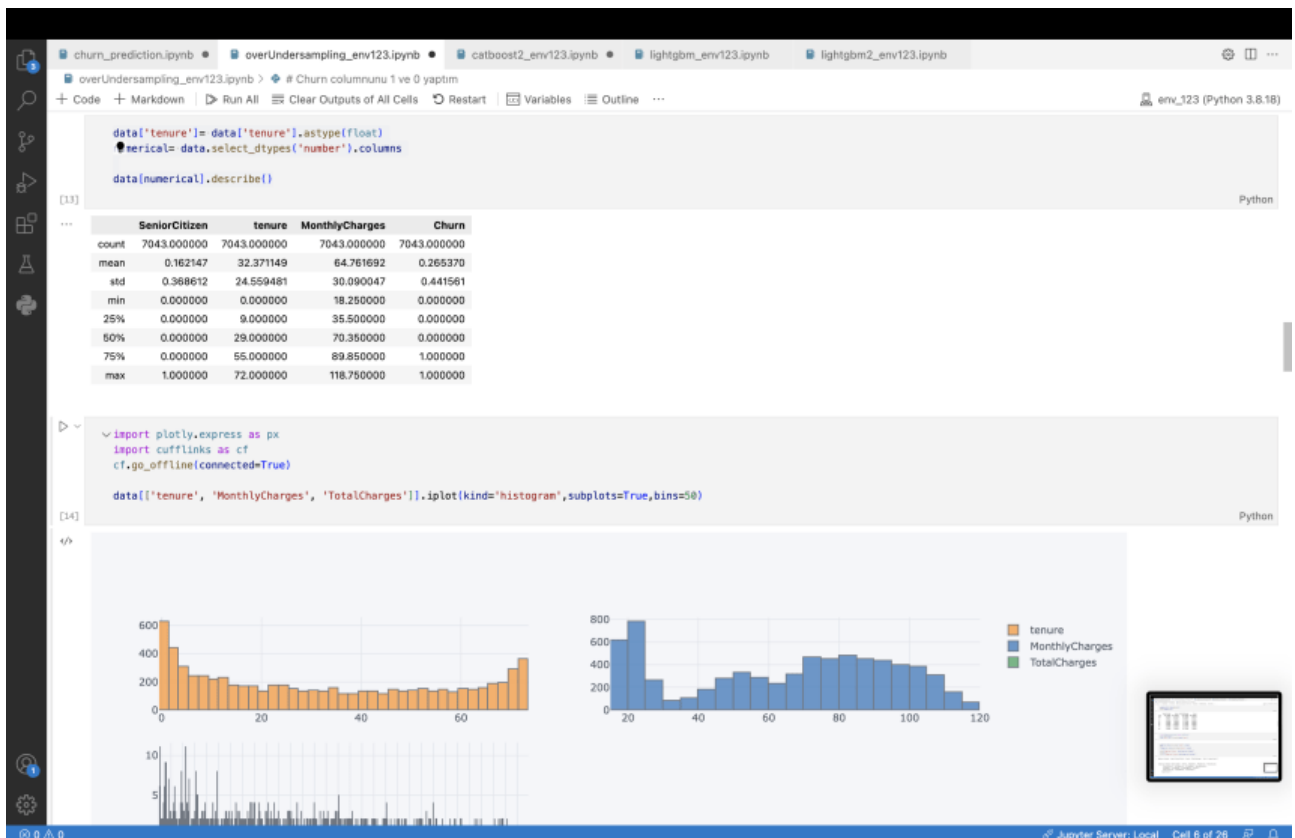 churn_prediction.ipynb
overUndersampling_env123.ipynb
catboost2_env123.ipynb
lightgbm_env123.ipynb
lightgbm2_env123.ipynb
overUndersampling_env123.ipynb > # Churn columnunu 1 ve 0 yaptım
+ Code + Markdown Run All Clear Outputs of All Cells Restart Variables Outline ...
env_123 (Python 3.8.18)
3
data['tenure']= data['tenure'].astype(float)
merical= data.select_dtypes('number').columns
data[numerical].describe()
[13]
Python
SeniorCitizen tenure MonthlyCharges Churn
count 7043.000000 7043.000000 7043.000000 7043.000000
mean 0.162147 32.371149 64.761692 0.265370
std 0.368612 24.559481 30.090047 0.441561
min 0.000000 0.000000 18.250000 0.000000
25% 0.000000 9.000000 35.500000 0.000000
50% 0.000000 29.000000 70.350000 0.000000
75% 0.000000 55.000000 89.850000 1.000000
max 1.000000 72.000000 118.750000 1.000000
import plotly.express as px
import cufflinks as cf
cf.go_offline(connected=True)
data[['tenure', 'MonthlyCharges', 'TotalCharges']].iplot(kind='histogram',subplots=True,bins=50)
[14]
Python
600
400
200
0
0 20 40 60
800
600
400
200
0
20 40 60 80 100 120
tenure
MonthlyCharges
TotalCharges
10
5
1
0 0
Jupyter Server: Local Cell 6 of 26